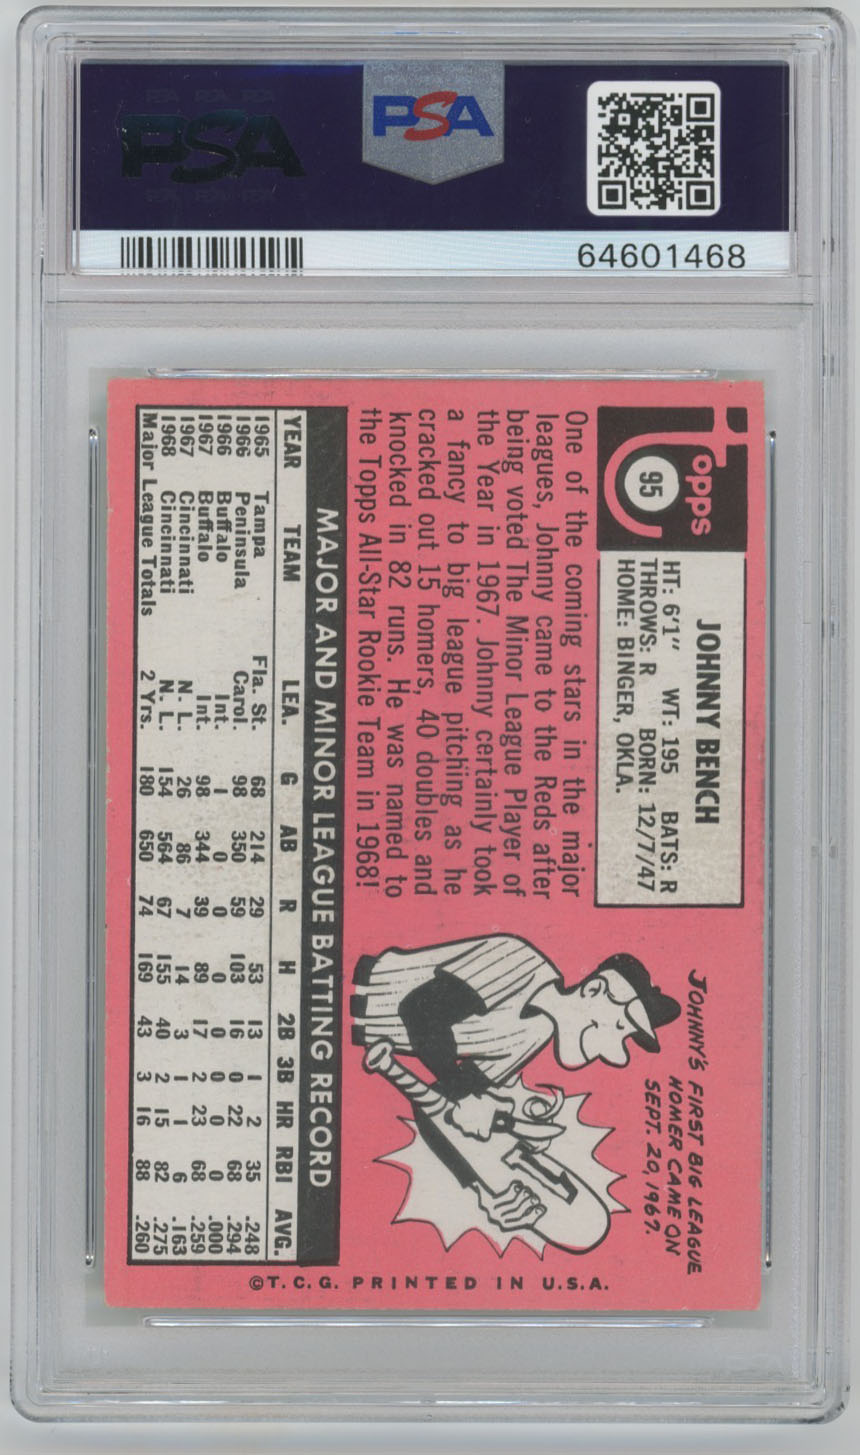 PSA PSA PSA
PSA
PSA PSA PSA
PSA
64601468
Topps
95
JOHNNY BENCH
HT: 6'1" WT: 195 BATS: R
THROWS: R BORN: 12/7/47
HOME: BINGER, OKLA.
One of the coming stars in the major
leagues, Johnny came to the Reds after
being voted The Minor League Player of
the Year in 1967. Johnny certainly took
a fancy to big league pitching as he
cracked out 15 homers, 40 doubles and
knocked in 82 runs. He was named to
the Topps All-Star Rookie Team in 1968!
JOHNNY'S FIRST BIG LEAGUE
HOMER CAME ON
SEPT. 20, 1967.
1
MAJOR AND MINOR LEAGUE BATTING RECORD
YEAR TEAM LEA. G AB R H 2B 3B HR RBI AVG.
1965 Tampa Fla. St. 68 214 29 53 13 1 2 35 .248
1966 Peninsula Carol. 98 350 59 103 16 0 22 68 .294
1966 Buffalo Int. 1 0 0 0 0 0 0 0 .000
1967 Buffalo Int. 98 344 39 89 17 2 23 68 .259
1967 Cincinnati N. L. 26 86 7 14 3 1 1 6 .163
1968 Cincinnati N. L. 154 564 67 155 40 2 15 82 .275
Major League Totals 2 Yrs. 180 650 74 169 43 3 16 88 .260
©T.C.G. PRINTED IN U.S.A.